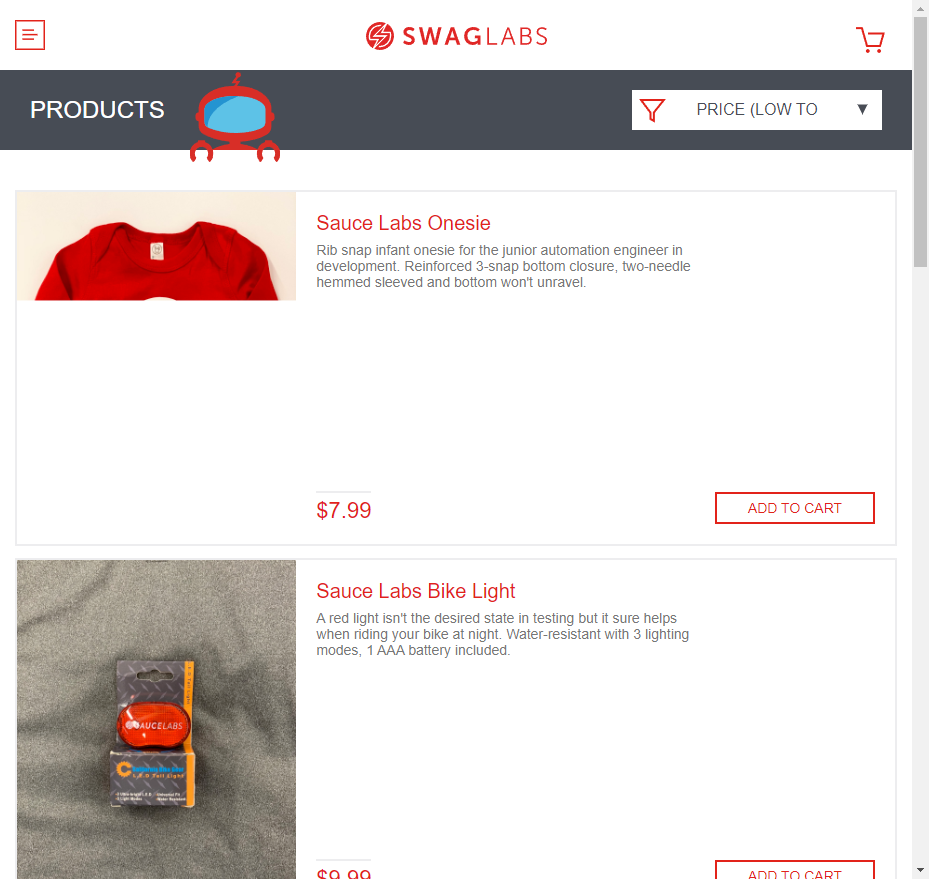 SWAGLABS
PRODUCTS
PRICE (LOW TO
Sauce Labs Onesie
Rib snap infant onesie for the junior automation engineer in
development. Reinforced 3-snap bottom closure, two-needle
hemmed sleeved and bottom won't unravel.
$7.99
ADD TO CART
Sauce Labs Bike Light
A red light isn't the desired state in testing but it sure helps
when riding your bike at night. Water-resistant with 3 lighting
modes, 1 AAA battery included.
SAUCELABS
L.E.D Tail Light
$9.99
ADD TO CART